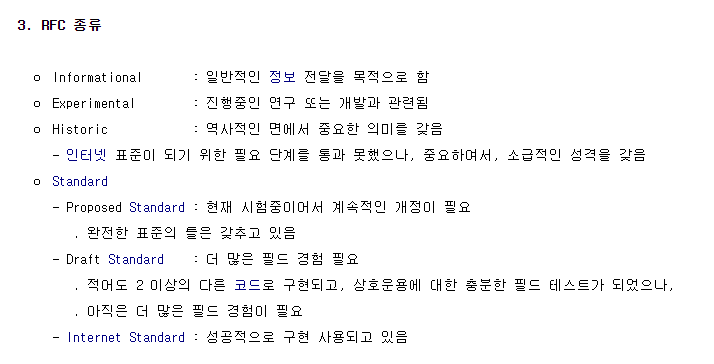 3. RFC 종류
o Informational : 일반적인 정보 전달을 목적으로 함
o Experimental : 진행중인 연구 또는 개발과 관련됨
o Historic : 역사적인 면에서 중요한 의미를 갖음
- 인터넷 표준이 되기 위한 필요 단계를 통과 못했으나, 중요하여서, 소급적인 성격을 갖음
o Standard
- Proposed Standard : 현재 시험중이어서 계속적인 개정이 필요
. 완전한 표준의 틀은 갖추고 있음
- Draft Standard : 더 많은 필드 경험 필요
. 적어도 2 이상의 다른 코드로 구현되고, 상호운용에 대한 충분한 필드 테스트가 되었으나,
. 아직은 더 많은 필드 경험이 필요
- Internet Standard : 성공적으로 구현 사용되고 있음